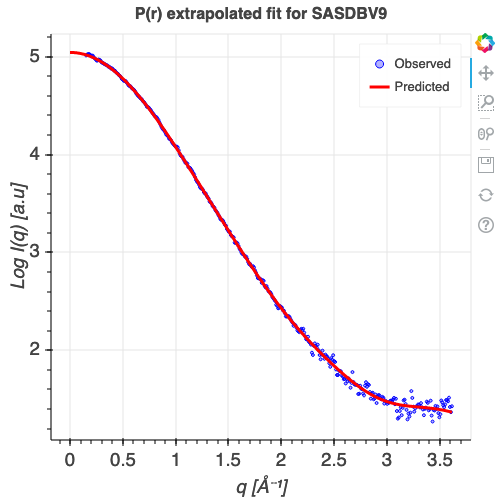 P(r) extrapolated fit for SASDBV9
Observed
Predicted
Log I(q) [a.u]
5
4
3
2
0 0.5 1 1.5 2 2.5 3 3.5
q [Å⁻¹]